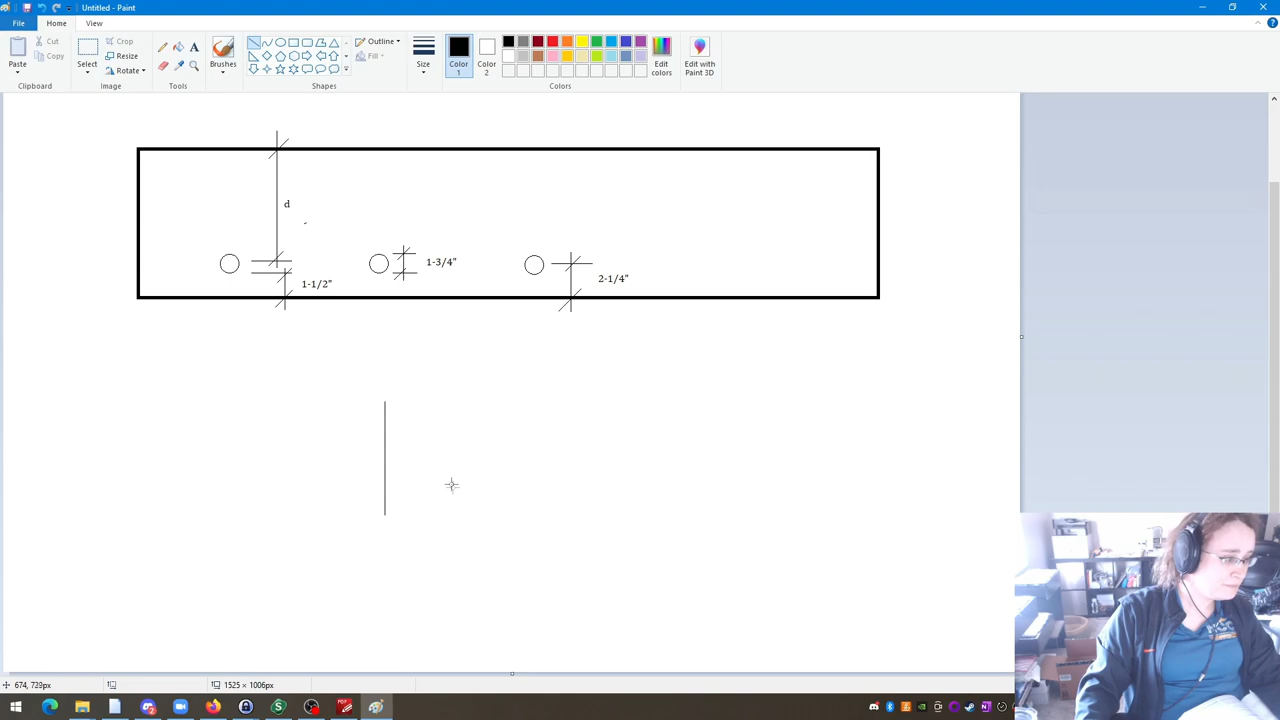 Untitled - Paint
File
Home
View
Paste
Cut
Copy
Clipboard
Select
Crop
Resize
Rotate
Image
A
Tools
Brushes
Outline
Fill
Shapes
Size
Color
1
Color
2
Edit
colors
Colors
Edit with
Paint 3D
d
1-1/2"
1-3/4"
2-1/4"
674, 739px
1525 × 1006px